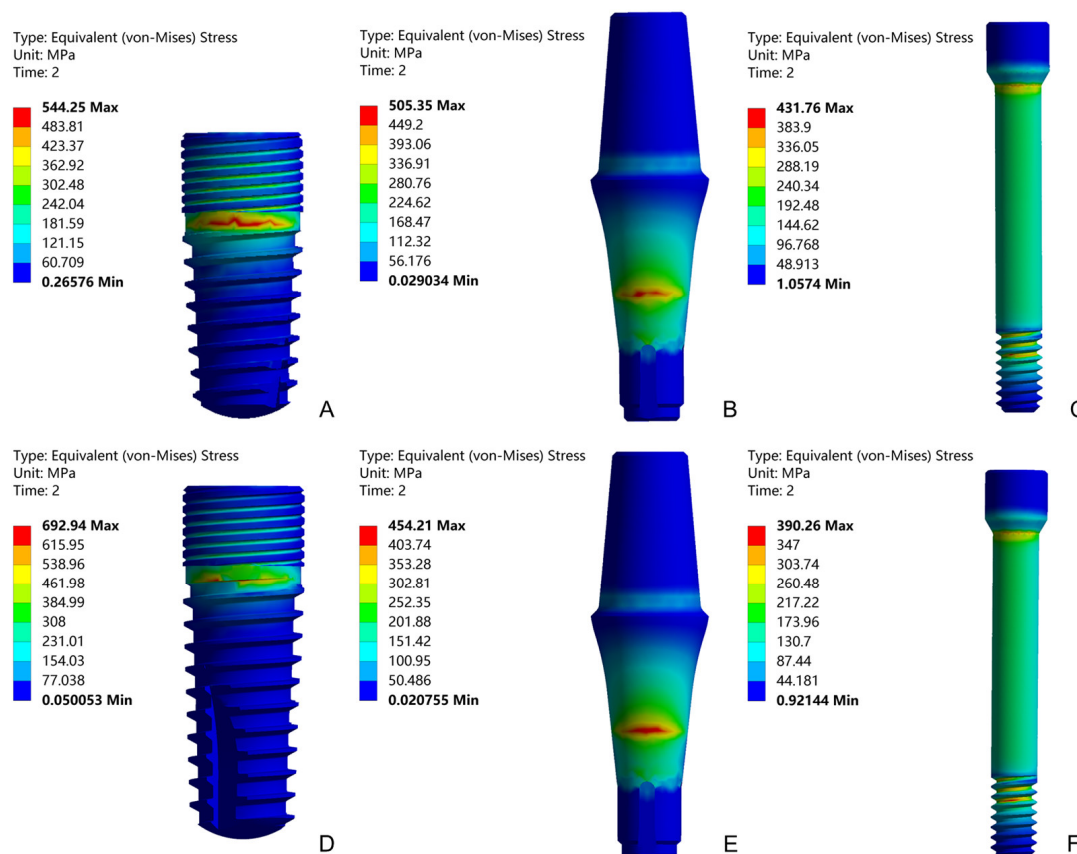 Type: Equivalent (von-Mises) Stress
Unit: MPa
Time: 2
544.25 Max
483.81
423.37
362.92
302.48
242.04
181.59
121.15
60.709
0.26576 Min
A
Type: Equivalent (von-Mises) Stress
Unit: MPa
Time: 2
505.35 Max
449.2
393.06
336.91
280.76
224.62
168.47
112.32
56.176
0.029034 Min
B
Type: Equivalent (von-Mises) Stress
Unit: MPa
Time: 2
431.76 Max
383.9
336.05
288.19
240.34
192.48
144.62
96.768
48.913
1.0574 Min
C
Type: Equivalent (von-Mises) Stress
Unit: MPa
Time: 2
692.94 Max
615.95
538.96
461.98
384.99
308
231.01
154.03
77.038
0.050053 Min
D
Type: Equivalent (von-Mises) Stress
Unit: MPa
Time: 2
454.21 Max
403.74
353.28
302.81
252.35
201.88
151.42
100.95
50.486
0.020755 Min
E
Type: Equivalent (von-Mises) Stress
Unit: MPa
Time: 2
390.26 Max
347
303.74
260.48
217.22
173.96
130.7
87.44
44.181
0.92144 Min
F